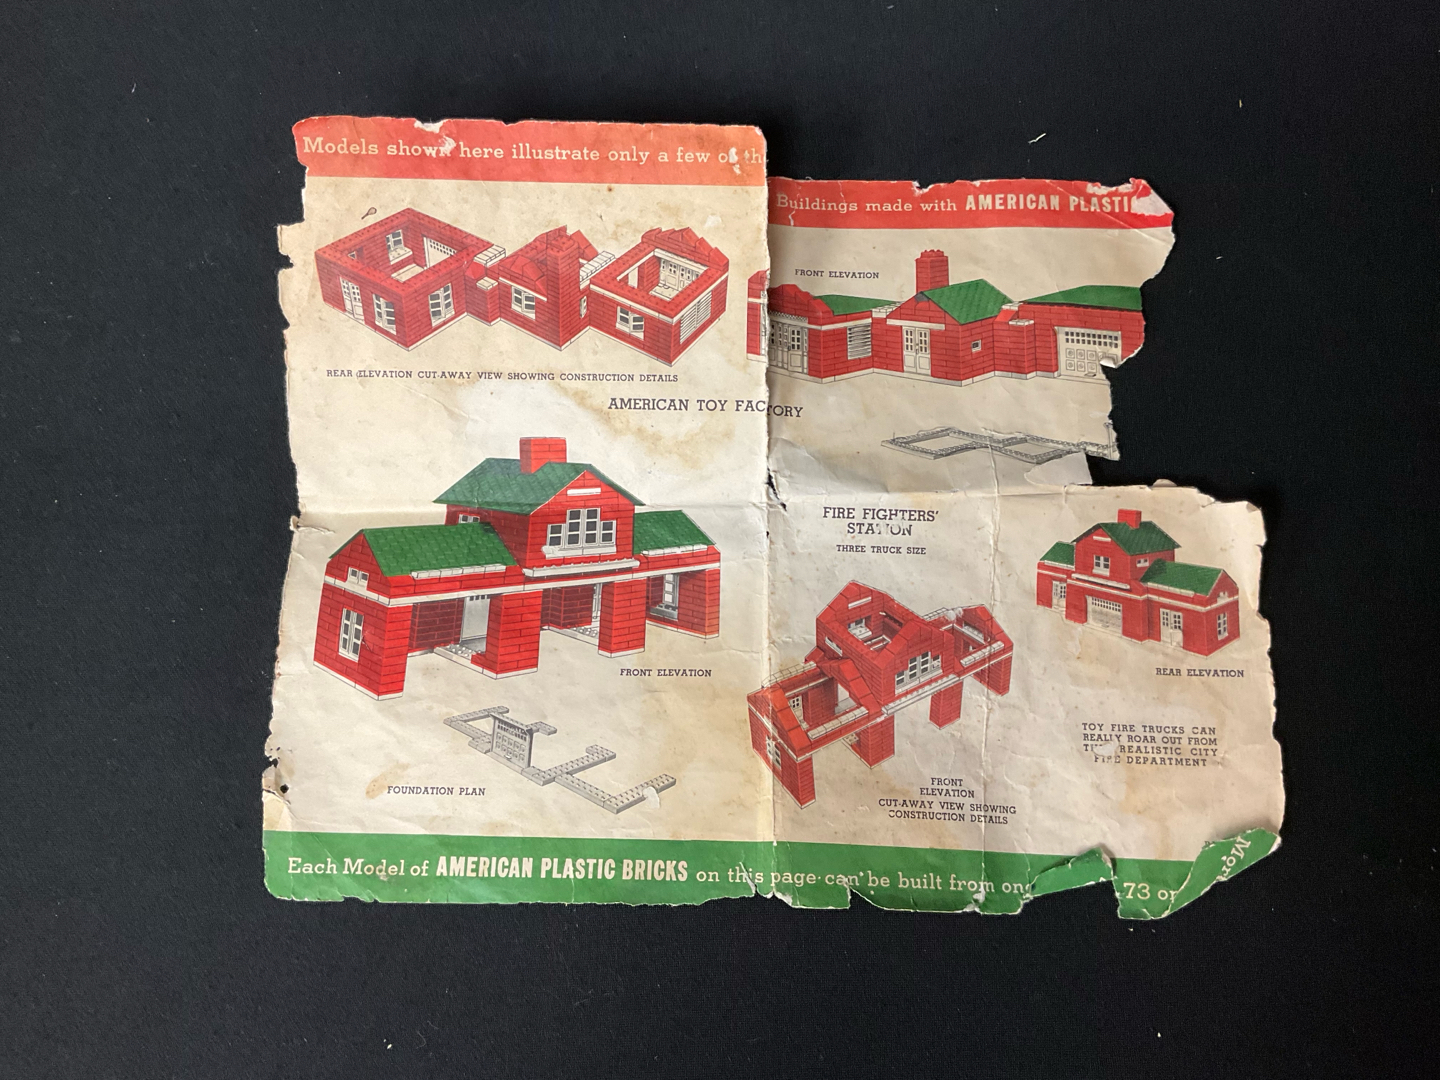 Models shown here illustrate only a few of th
Buildings made with AMERICAN PLASTI
FRONT ELEVATION
REAR ELEVATION CUT-AWAY VIEW SHOWING CONSTRUCTION DETAILS
AMERICAN TOY FACTORY
FIRE FIGHTERS'
STATION
THREE TRUCK SIZE
FRONT ELEVATION
REAR ELEVATION
TOY FIRE TRUCKS CAN
REALLY ROAR OUT FROM
REALISTIC CITY
FIRE DEPARTMENT
FOUNDATION PLAN
FRONT
ELEVATION
CUT-AWAY VIEW SHOWING
CONSTRUCTION DETAILS
Each Model of AMERICAN PLASTIC BRICKS on this page can be built from on 73 or
Mor